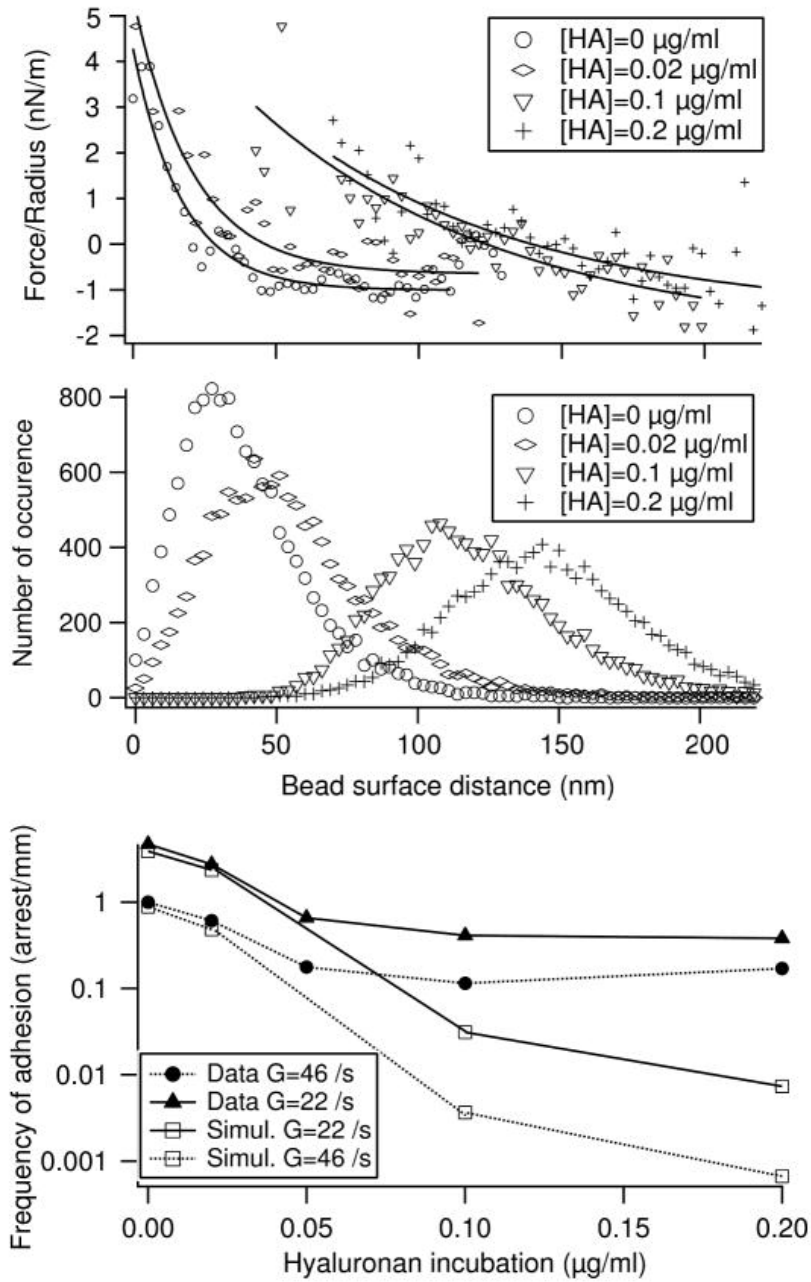 5
4
3
2
1
0
-1
-2
Force/Radius (nN/m)
[HA]=0 µg/ml
[HA]=0.02 µg/ml
[HA]=0.1 µg/ml
[HA]=0.2 µg/ml
800
600
400
200
0
Number of occurence
[HA]=0 µg/ml
[HA]=0.02 µg/ml
[HA]=0.1 µg/ml
[HA]=0.2 µg/ml
0 50 100 150 200
Bead surface distance (nm)
Frequency of adhesion (arrest/mm)
1
0.1
0.01
0.001
Data G=46 /s
Data G=22 /s
Simul. G=22 /s
Simul. G=46 /s
0.00 0.05 0.10 0.15 0.20
Hyaluronan incubation (µg/ml)